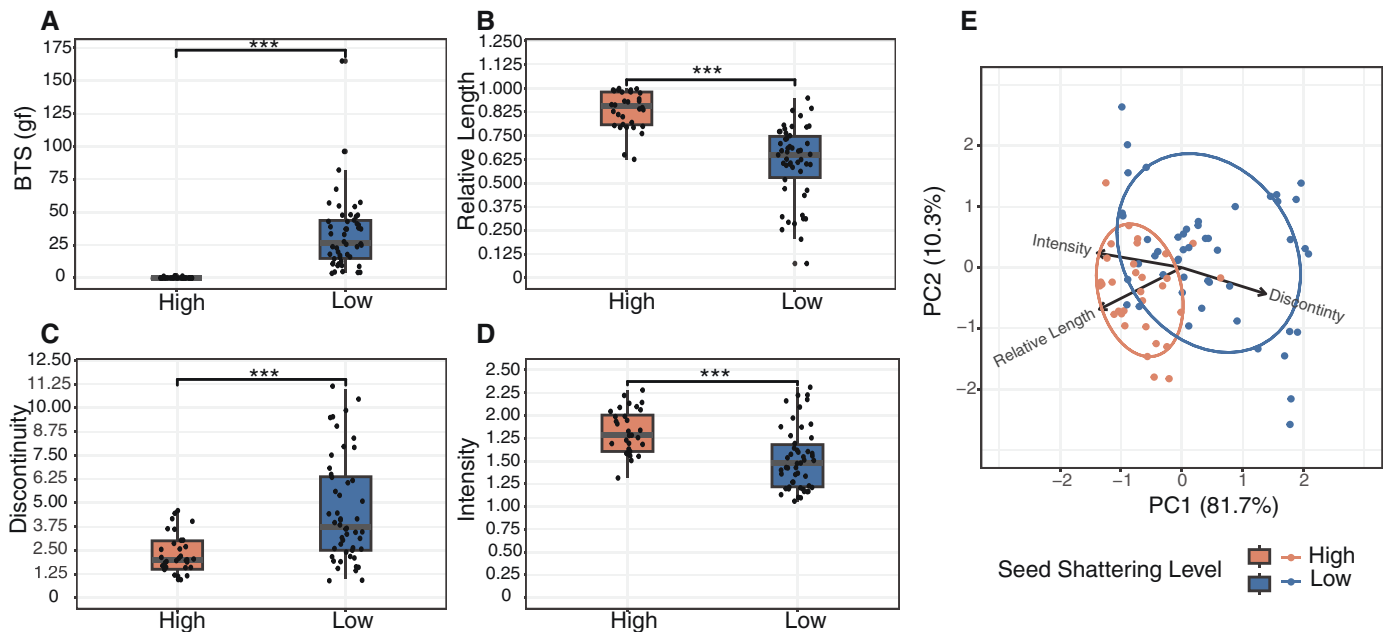 A
BTS (gf)
175
150
125
100
75
50
25
0
***
High
Low
B
Relative Length
1.250
1.125
1.000
0.875
0.750
0.625
0.500
0.375
0.250
0.125
0
***
High
Low
C
Discontinuity
12.50
11.25
10.00
8.75
7.50
6.25
5.00
3.75
2.50
1.25
0
***
High
Low
D
Intensity
2.50
2.25
2.00
1.75
1.25
1.50
1.25
1.00
0.75
0.50
0.25
0
***
High
Low
E
PC2 (10.3%)
2
1
0
−1
−2
Intensity
Relative Length
Discontinty
−2
−1
0
1
2
PC1 (81.7%)
Seed Shattering Level
High
Low